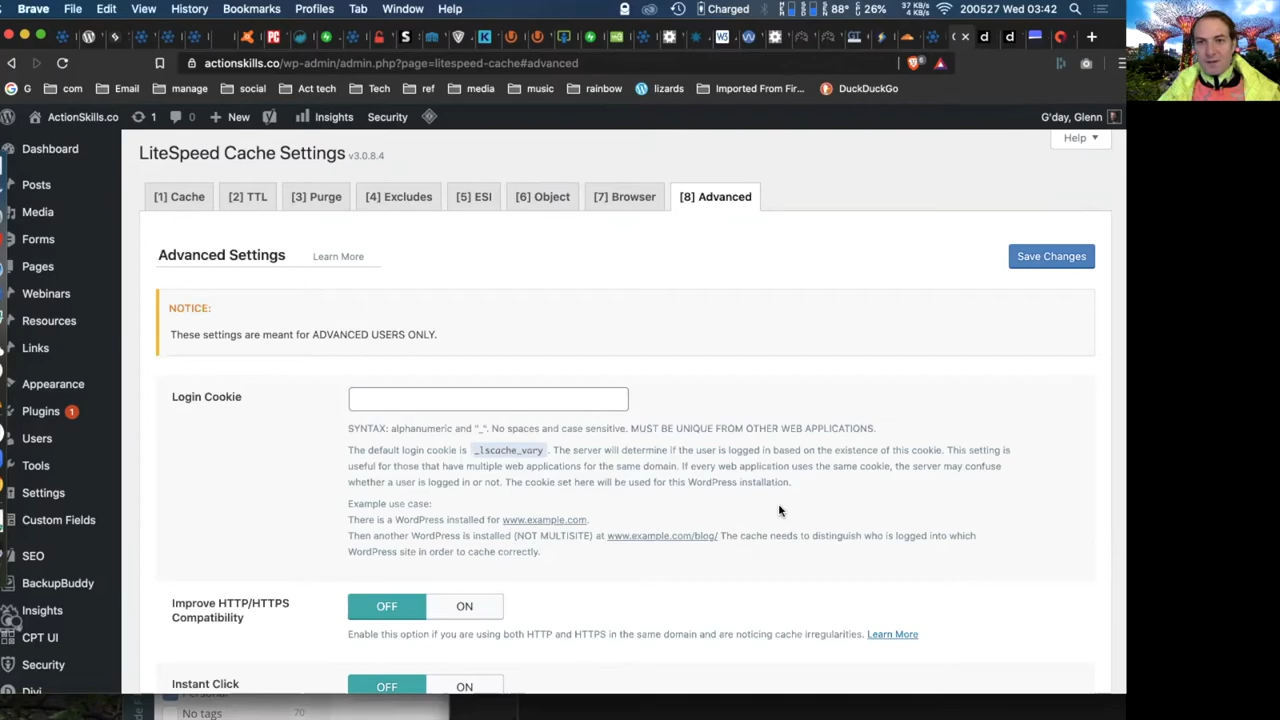 Brave File Edit View History Bookmarks Profiles Tab Window Help Charged 88° 26% 37 KB/s 4 KB/s 200527 Wed 03:42
actionskills.co/wp-admin/admin.php?page=litespeed-cache#advanced
G com Email manage social Act tech Tech ref media music rainbow lizards Imported From Fir... DuckDuckGo
ActionSkills.co 1 0 New Insights Security G'day, Glenn
Help
LiteSpeed Cache Settings v3.0.8.4
[1] Cache [2] TTL [3] Purge [4] Excludes [5] ESI [6] Object [7] Browser [8] Advanced
Dashboard
Posts
Media
Forms
Pages
Webinars
Resources
Links
Appearance
Plugins 1
Users
Tools
Settings
Custom Fields
SEO
BackupBuddy
Insights
CPT UI
Security
Divi
Advanced Settings Learn More Save Changes
NOTICE:
These settings are meant for ADVANCED USERS ONLY.
Login Cookie
SYNTAX: alphanumeric and "_". No spaces and case sensitive. MUST BE UNIQUE FROM OTHER WEB APPLICATIONS.
The default login cookie is _lscache_vary . The server will determine if the user is logged in based on the existence of this cookie. This setting is
useful for those that have multiple web applications for the same domain. If every web application uses the same cookie, the server may confuse
whether a user is logged in or not. The cookie set here will be used for this WordPress installation.
Example use case:
There is a WordPress installed for www.example.com.
Then another WordPress is installed (NOT MULTISITE) at www.example.com/blog/ The cache needs to distinguish who is logged into which
WordPress site in order to cache correctly.
Improve HTTP/HTTPS
Compatibility
OFF ON
Enable this option if you are using both HTTP and HTTPS in the same domain and are noticing cache irregularities. Learn More
Instant Click
OFF ON
No tags 70